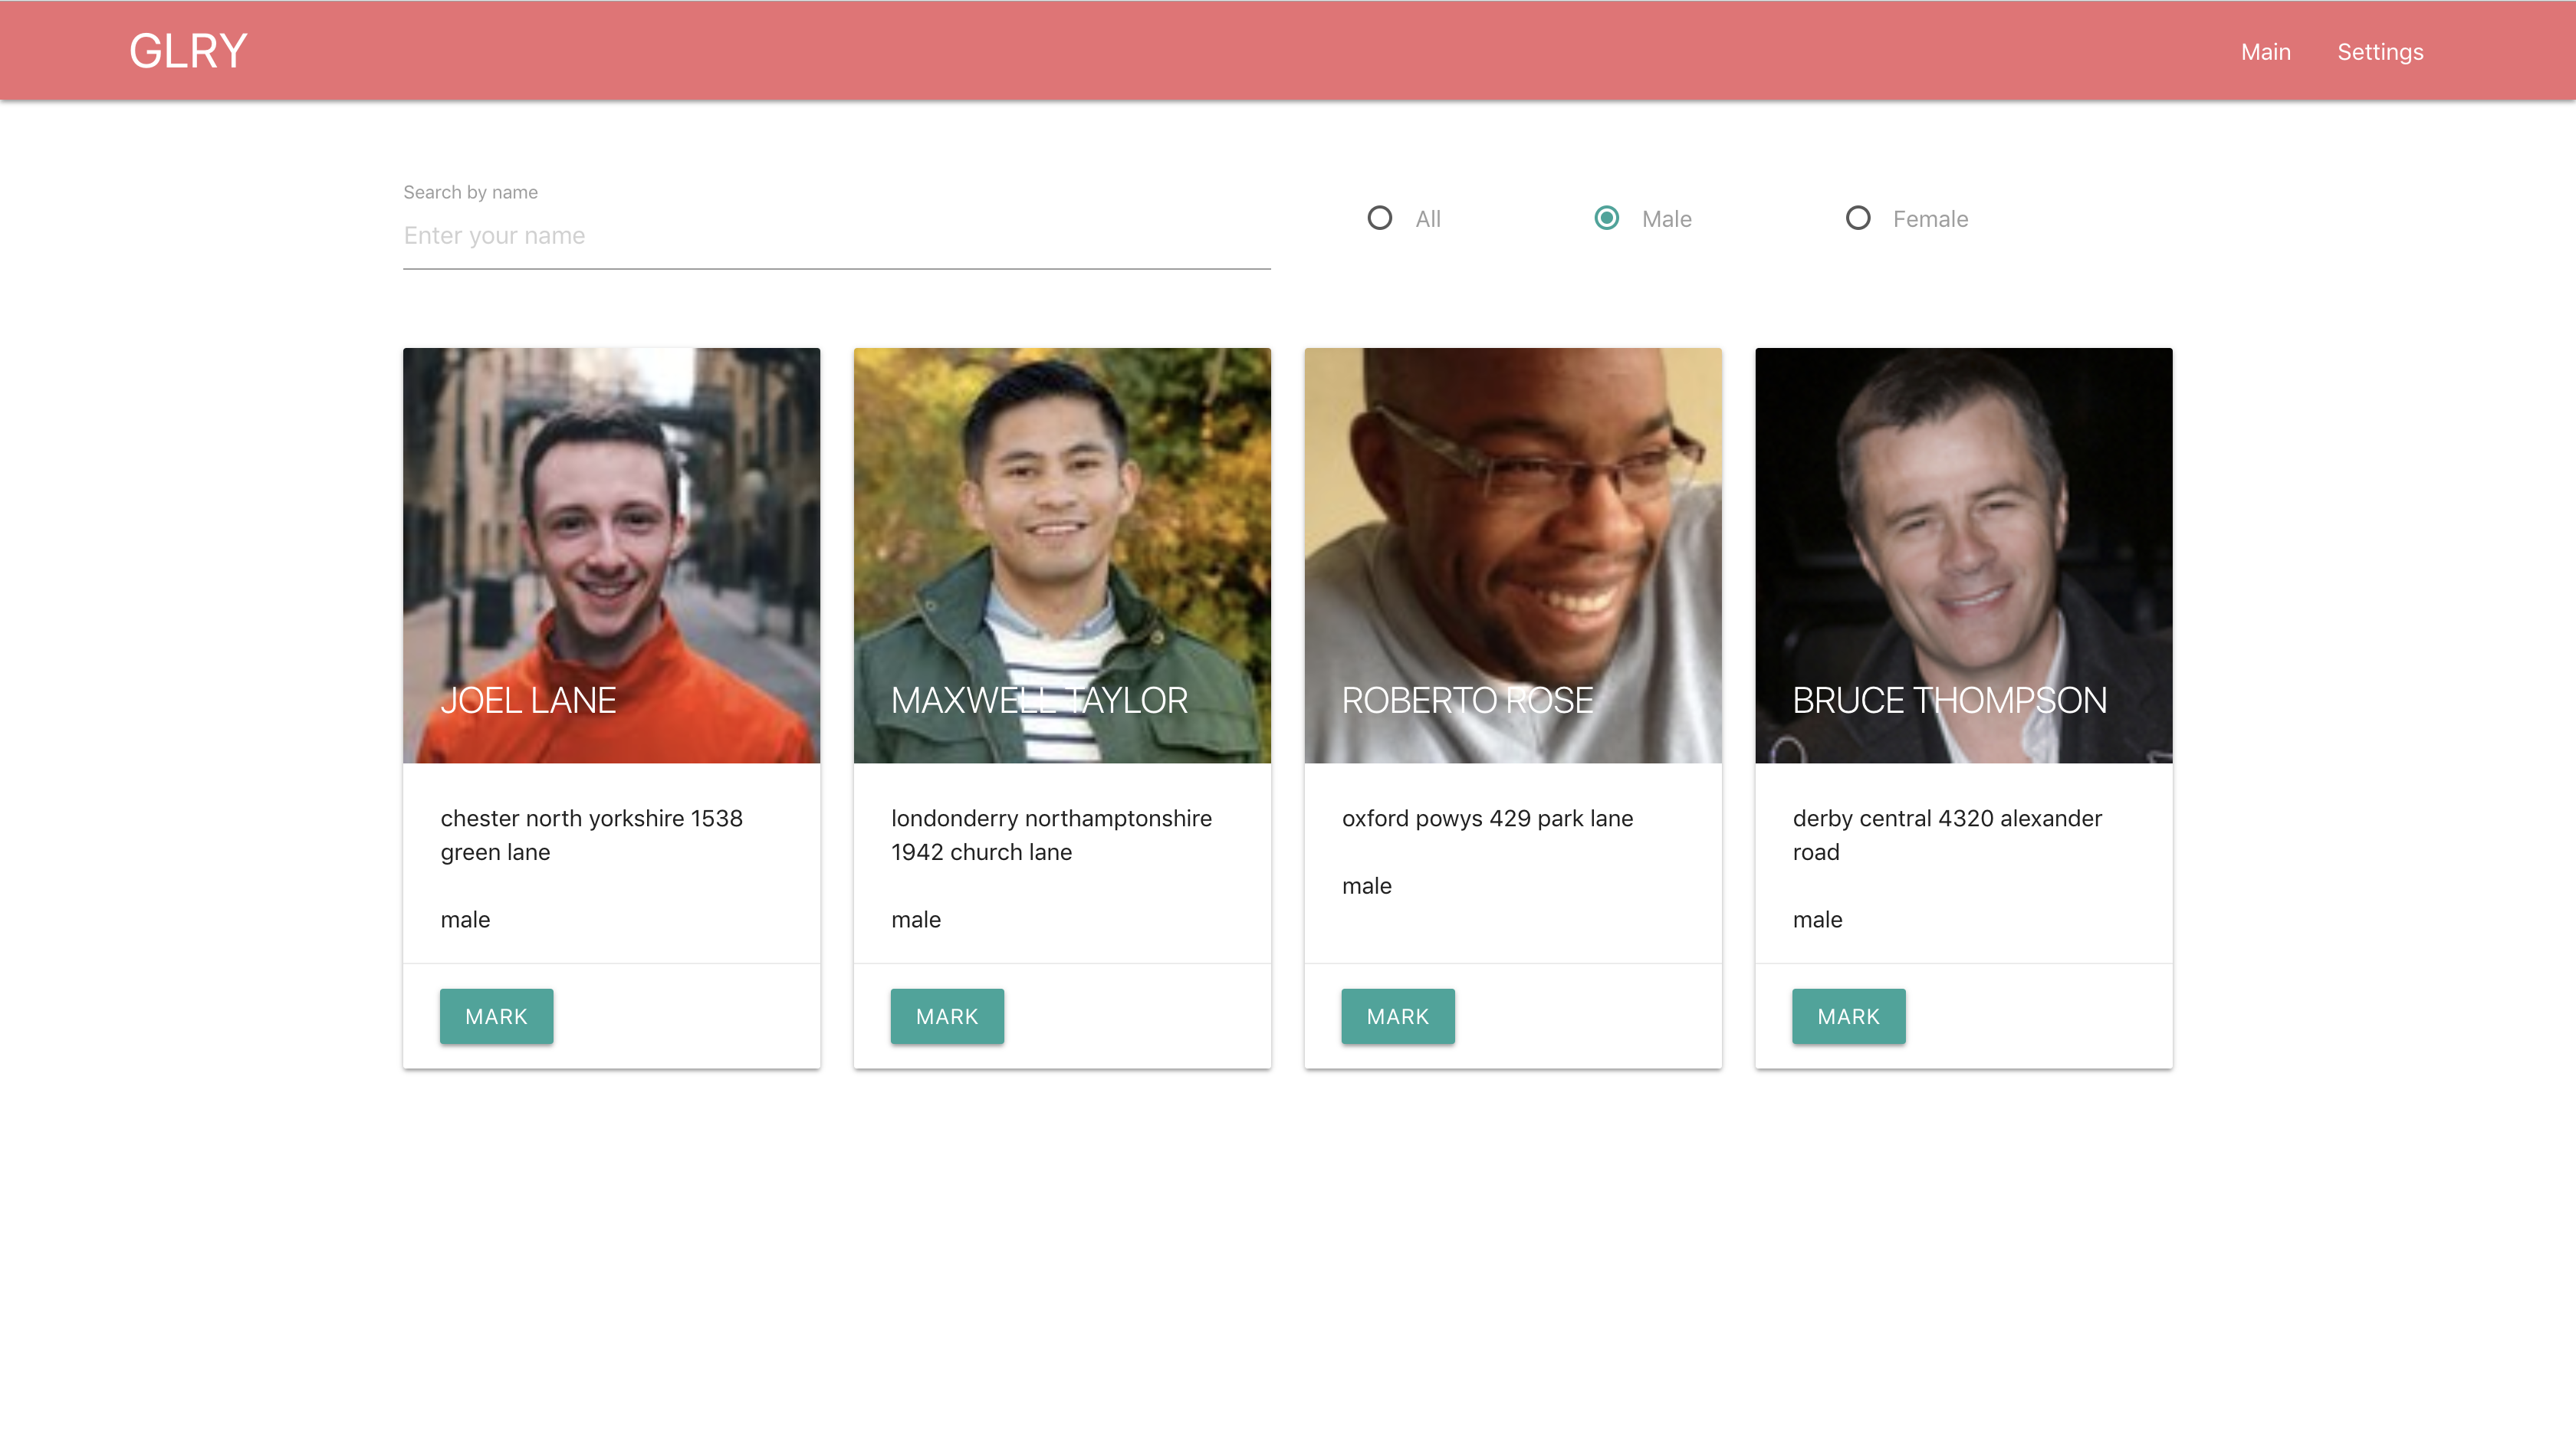 GLRY
Main
Settings
Search by name
Enter your name
All
Male
Female
JOEL LANE
MAXWELL TAYLOR
ROBERTO ROSE
BRUCE THOMPSON
chester north yorkshire 1538
green lane
male
londonderry northamptonshire
1942 church lane
male
oxford powys 429 park lane
male
derby central 4320 alexander
road
male
MARK
MARK
MARK
MARK